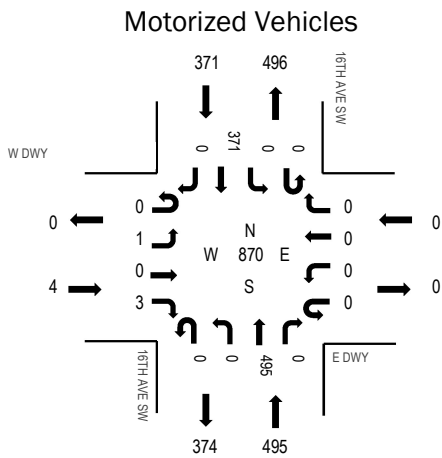 Motorized Vehicles
371 496
16TH AVE SW
0 371 0 0
W DWY
0 0 0 0
1 N 0
W 870 E
4 0 0 0
3 S 0
16TH AVE SW
0 0 495 0
E DWY
374 495